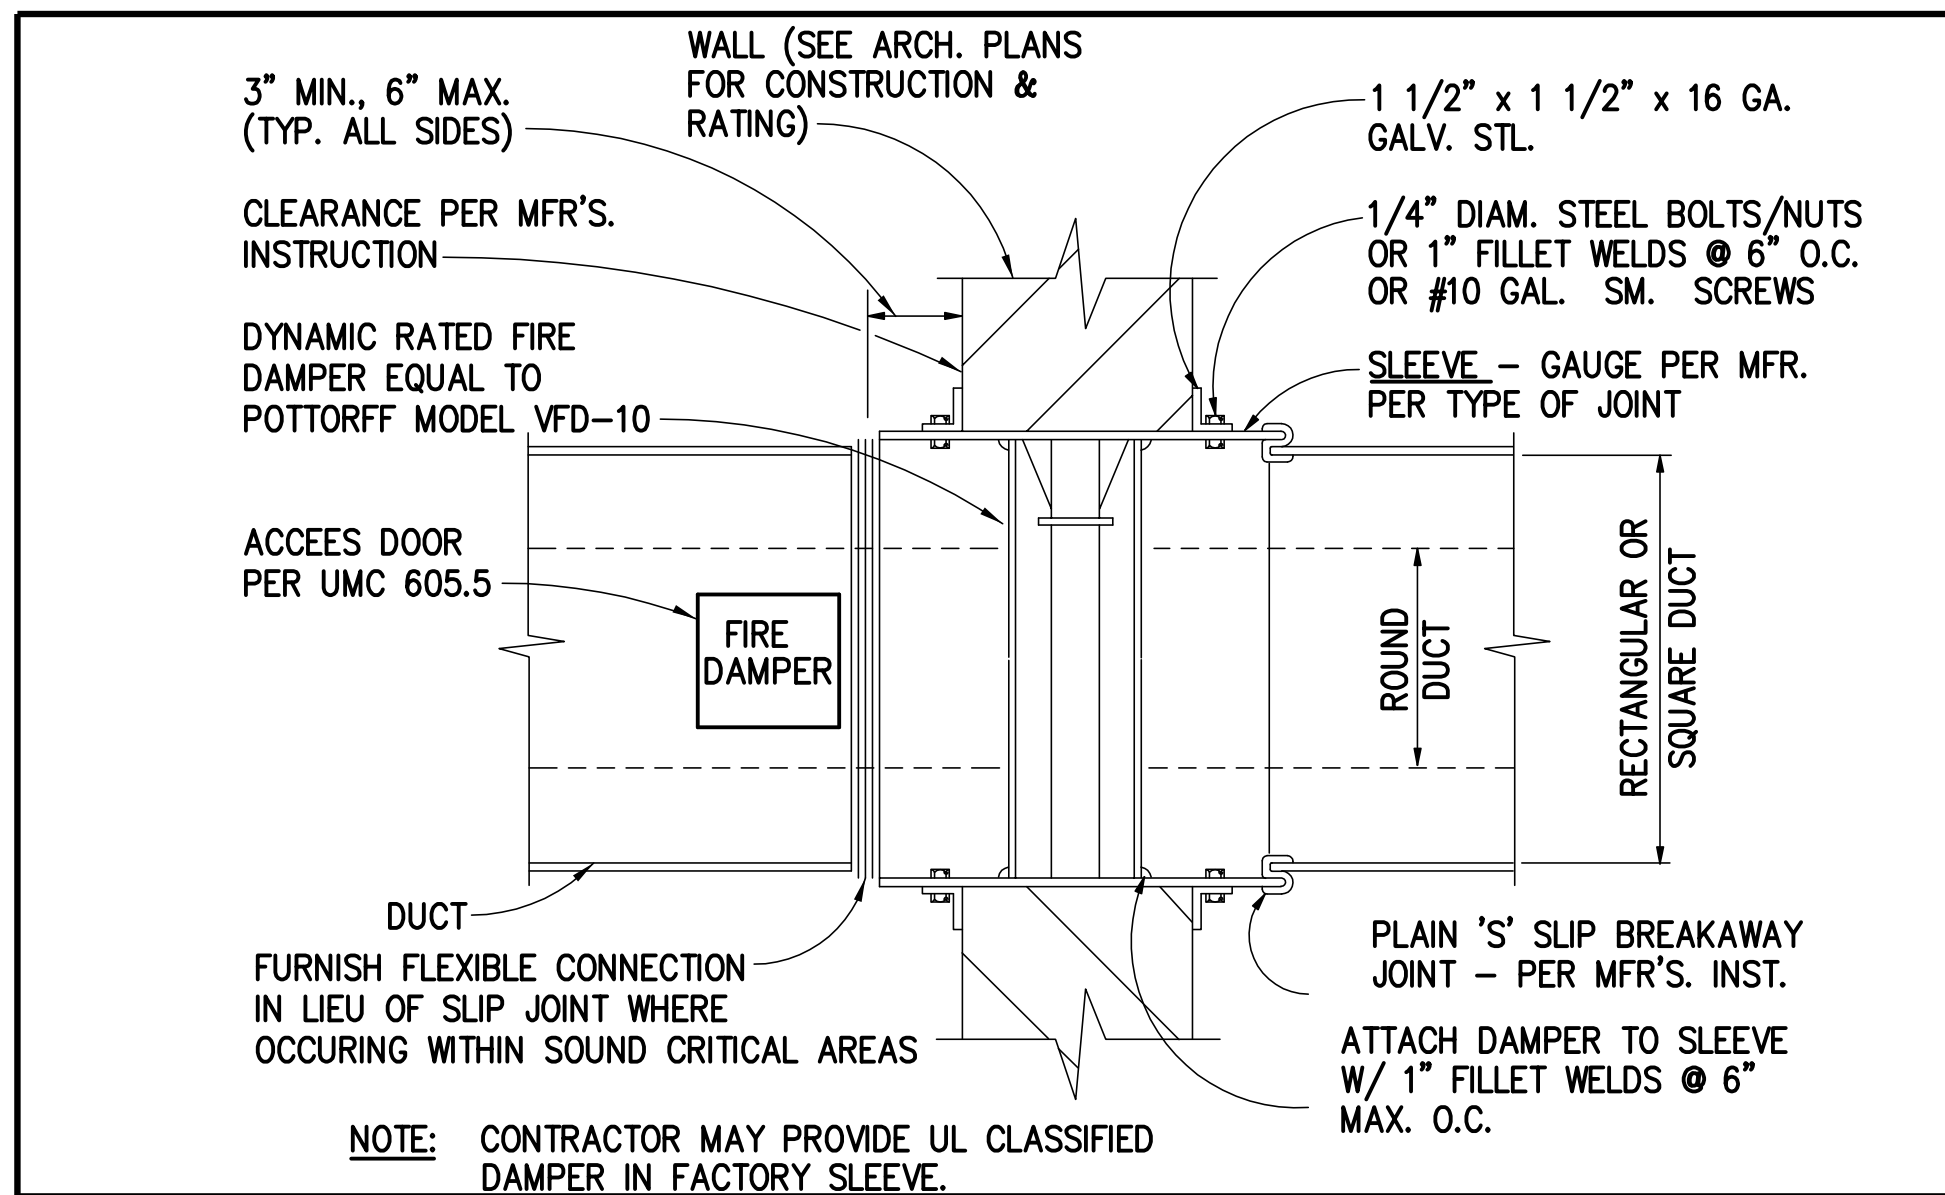 WALL (SEE ARCH. PLANS
FOR CONSTRUCTION &
RATING)
3” MIN., 6” MAX.
(TYP. ALL SIDES)
CLEARANCE PER MFR'S.
INSTRUCTION
DYNAMIC RATED FIRE
DAMPER EQUAL TO
POTTORFF MODEL VFD-10
ACCEES DOOR
PER UMC 605.5
FIRE
DAMPER
DUCT
FURNISH FLEXIBLE CONNECTION
IN LIEU OF SLIP JOINT WHERE
OCCURING WITHIN SOUND CRITICAL AREAS
1 1/2” x 1 1/2” x 16 GA.
GALV. STL.
1/4” DIAM. STEEL BOLTS/NUTS
OR 1” FILLET WELDS @ 6” O.C.
OR #10 GAL. SM. SCREWS
SLEEVE - GAUGE PER MFR.
PER TYPE OF JOINT
ROUND
DUCT
RECTANGULAR OR
SQUARE DUCT
PLAIN 'S' SLIP BREAKAWAY
JOINT - PER MFR'S. INST.
ATTACH DAMPER TO SLEEVE
W/ 1” FILLET WELDS @ 6”
MAX. O.C.
NOTE: CONTRACTOR MAY PROVIDE UL CLASSIFIED
DAMPER IN FACTORY SLEEVE.